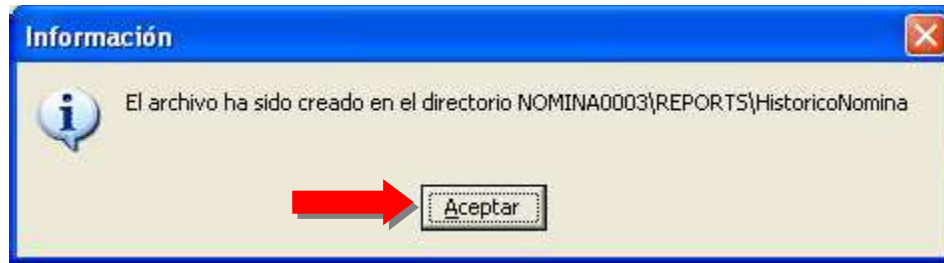 Información
El archivo ha sido creado en el directorio NOMINA0003\REPORTS\HistoricoNomina
Aceptar